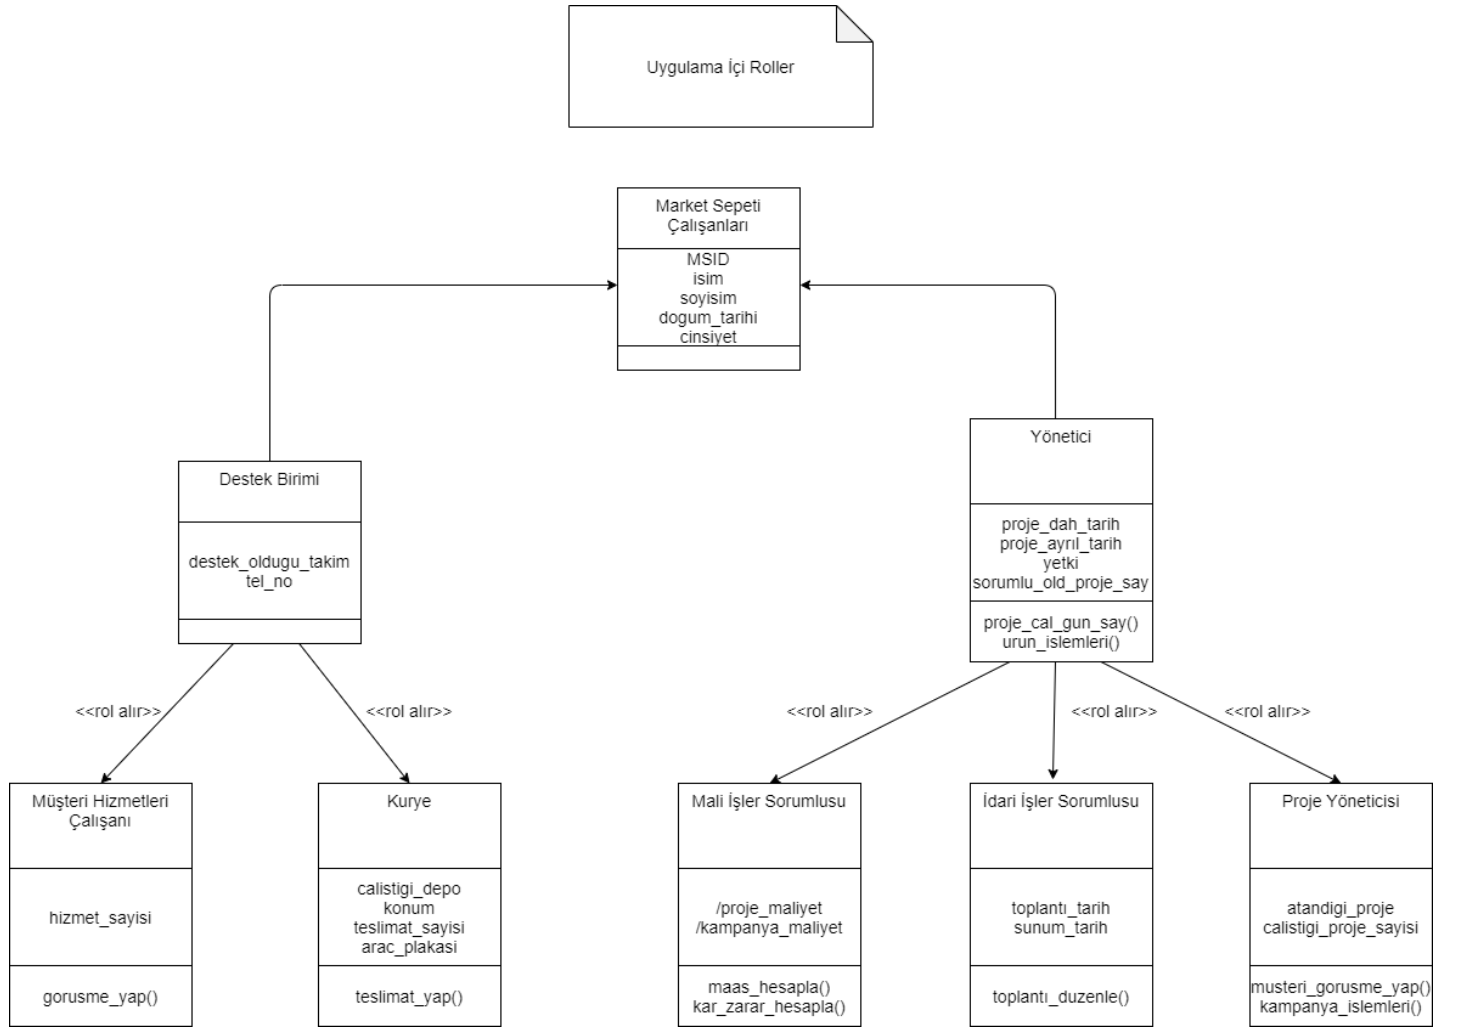 Uygulama İçi Roller
Market Sepeti
Çalışanları
MSID
isim
soyisim
dogum_tarihi
cinsiyet
Destek Birimi
destek_oldugu_takim
tel_no
Yönetici
proje_dah_tarih
proje_ayrıl_tarih
yetki
sorumlu_old_proje_say
proje_cal_gun_say()
urun_islemleri()
<<rol alır>>
<<rol alır>>
<<rol alır>>
<<rol alır>>
<<rol alır>>
Müşteri Hizmetleri
Çalışanı
hizmet_sayisi
gorusme_yap()
Kurye
calistigi_depo
konum
teslimat_sayisi
arac_plakasi
teslimat_yap()
Mali İşler Sorumlusu
/proje_maliyet
/kampanya_maliyet
maas_hesapla()
kar_zarar_hesapla()
İdari İşler Sorumlusu
toplantı_tarih
sunum_tarih
toplantı_duzenle()
Proje Yöneticisi
atandigi_proje
calistigi_proje_sayisi
musteri_gorusme_yap()
kampanya_islemleri()